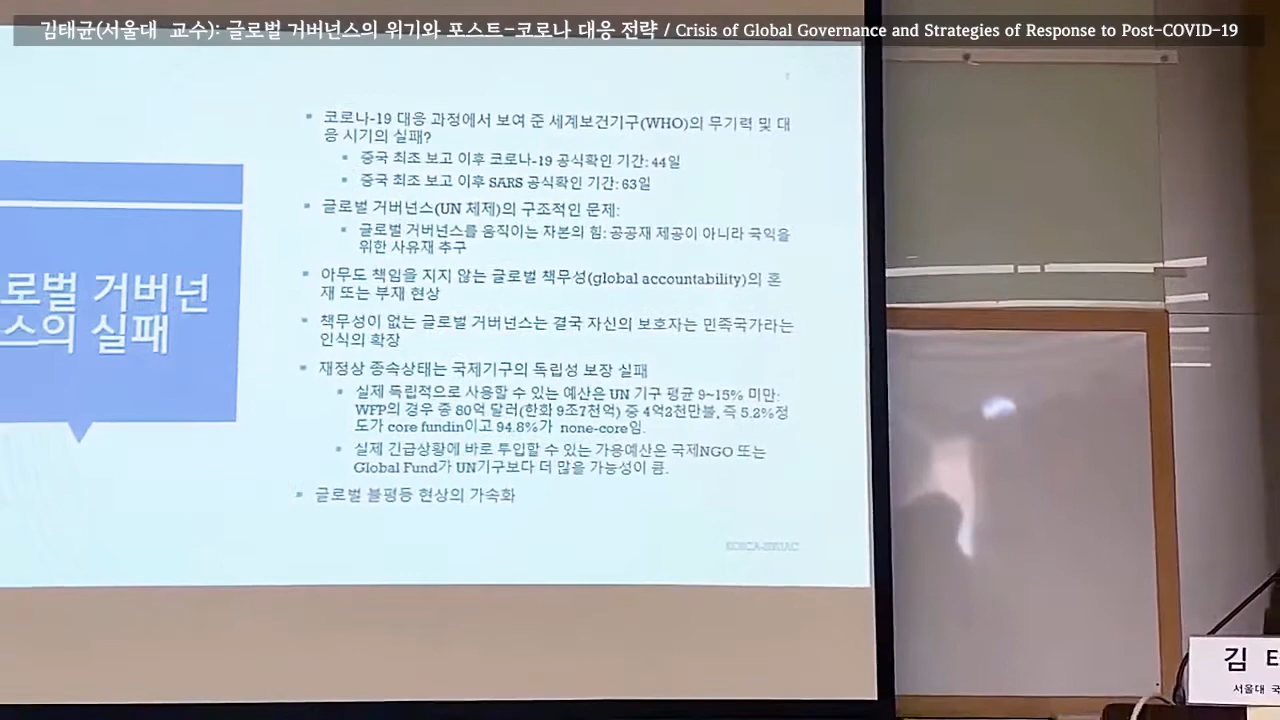 김태균(서울대 교수): 글로벌 거버넌스의 위기와 포스트-코로나 대응 전략 / Crisis of Global Governance and Strategies of Response to Post-COVID-19
로벌 거버넌
스의 실패
코로나-19 대응 과정에서 보여 준 세계보건기구(WHO)의 무기력 및 대
응 시기의 실패?
중국 최초 보고 이후 코로나-19 공식확인 기간: 44일
중국 최초 보고 이후 SARS 공식확인 기간: 63일
글로벌 거버넌스(UN 체제)의 구조적인 문제:
글로벌 거버넌스를 움직이는 자본의 힘: 공공재 제공이 아니라 국익을
위한 사유재 추구
아무도 책임을 지지 않는 글로벌 책무성(global accountability)의 혼
재 또는 부재 현상
책무성이 없는 글로벌 거버넌스는 결국 자신의 보호자는 민족국가라는
인식의 확장
재정상 종속상태는 국제기구의 독립성 보장 실패
실제 독립적으로 사용할 수 있는 예산은 UN 기구 평균 9~15% 미만:
WFP의 경우 총 80억 달러(한화 9조7천억) 중 4억2천만불, 즉 5.2%정
도가 core fundin이고 94.8%가 none-core임.
실제 긴급상황에 바로 투입할 수 있는 가용예산은 국제NGO 또는
Global Fund가 UN기구보다 더 많을 가능성이 큼.
글로벌 불평등 현상의 가속화
김
서울대 국